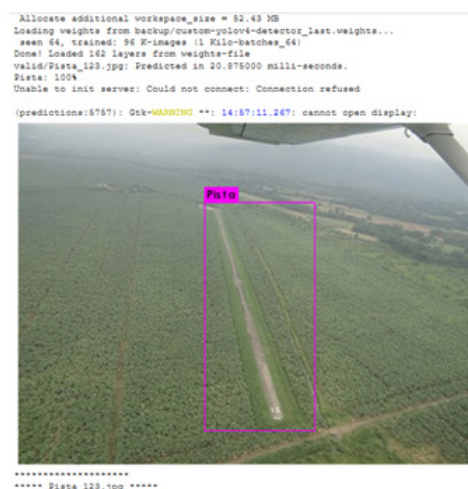 Allocate additional workspace_size = 52.43 MB
Loading weights from backup/custom-yolov4-detector_last.weights...
seen 64, trained: 96 K-images (1 Kilo-batches_64)
Done! Loaded 162 layers from weights-file
valid/Pista_123.jpg: Predicted in 20.875000 milli-seconds.
Pista: 100%
Unable to init server: Could not connect: Connection refused
(predictions:5757): Gtk-WARNING **: 14:57:11.267: cannot open display:
Pista
********************
***** Pista 123.jpg *****